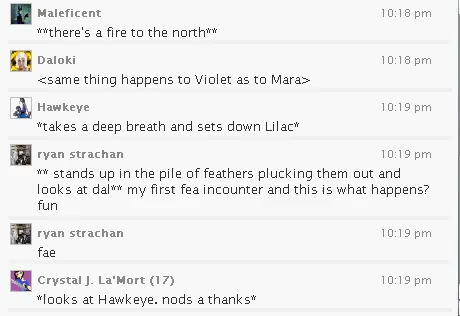 Maleficent 10:18 pm
**there's a fire to the north**
Daloki 10:18 pm
<same thing happens to Violet as to Mara>
Hawkeye 10:19 pm
*takes a deep breath and sets down Lilac*
ryan strachan 10:19 pm
** stands up in the pile of feathers plucking them out and
looks at dal** my first fea incounter and this is what happens?
fun
ryan strachan 10:19 pm
fae
Crystal J. La'Mort (17) 10:19 pm
*looks at Hawkeye. nods a thanks*